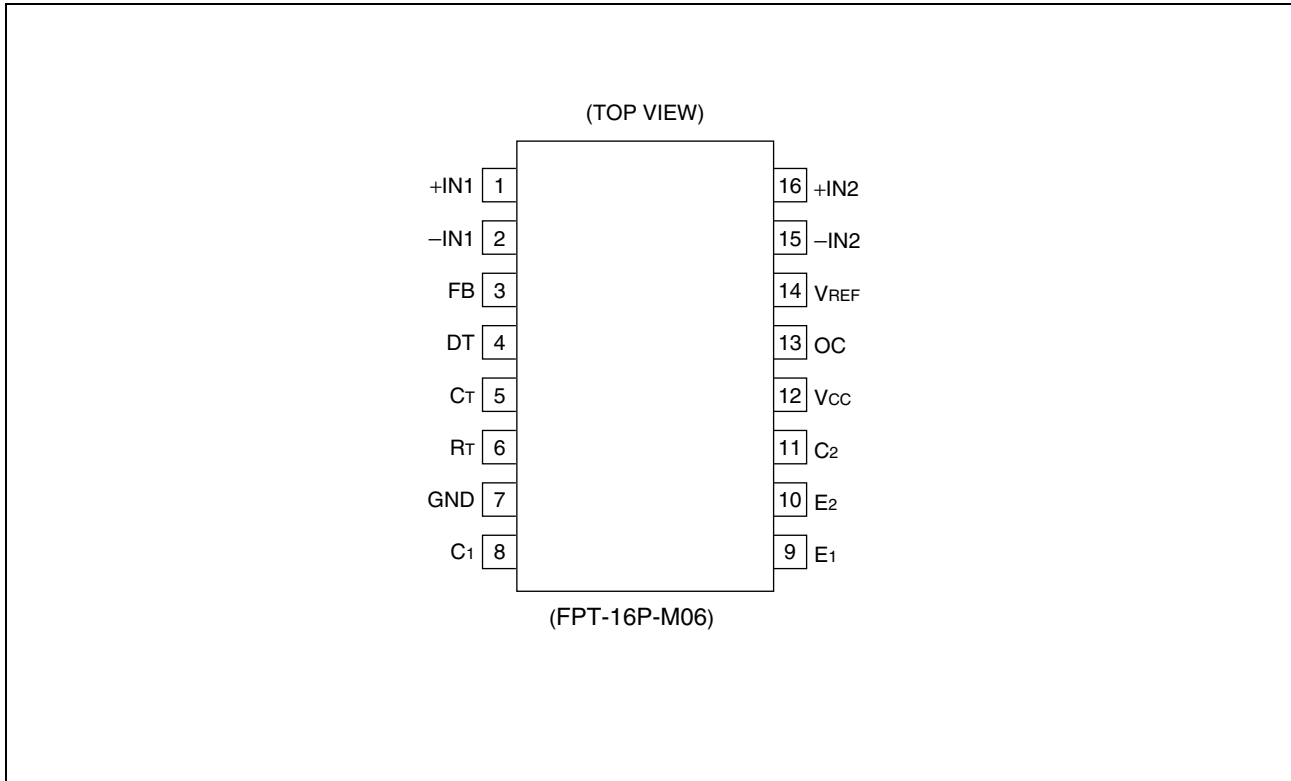 (TOP VIEW)
+IN1 1 16 +IN2
−IN1 2 15 −IN2
FB 3 14 VREF
DT 4 13 OC
CT 5 12 VCC
RT 6 11 C2
GND 7 10 E2
C1 8 9 E1
(FPT-16P-M06)